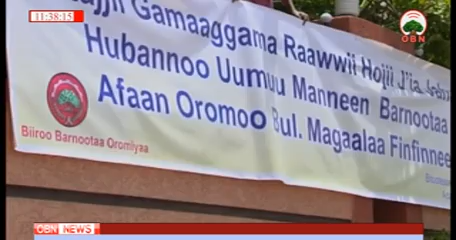 11:38:15
OBN
Gamaaggama Raawwii Hojii J'ia
Hubannoo Uumuu Manneen Barnootaa
Afaan Oromoo Bul. Magaalaa Finfinnee
Biiroo Barnootaa Oromiyaa
OBN NEWS